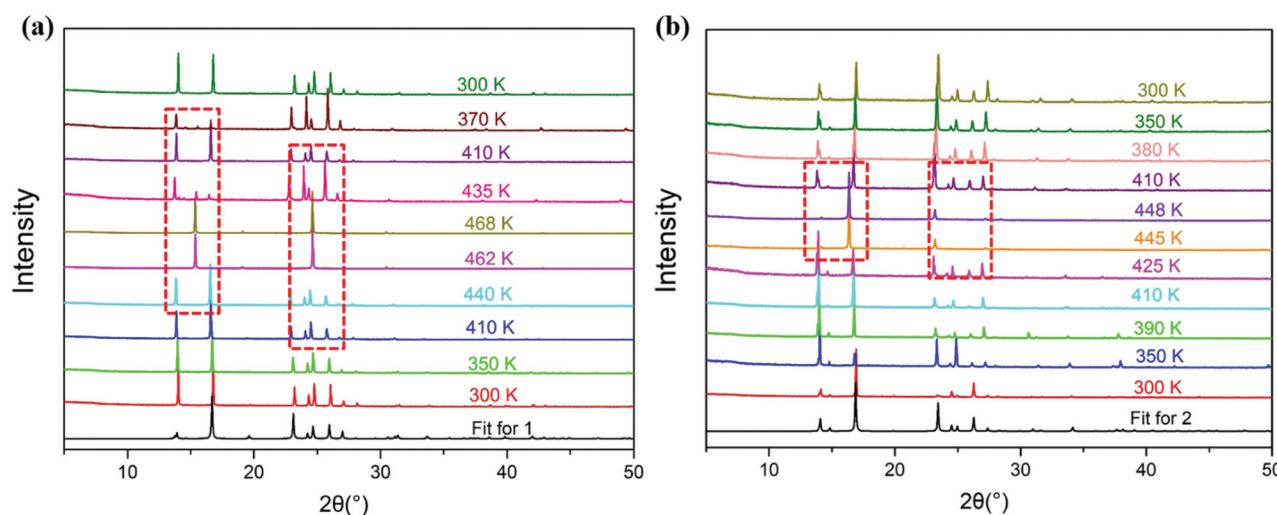 (a)
300 K
370 K
410 K
435 K
468 K
462 K
440 K
410 K
350 K
300 K
Fit for 1
Intensity
10
20
30
40
50
2θ(°)
(b)
300 K
350 K
380 K
410 K
448 K
445 K
425 K
410 K
390 K
350 K
300 K
Fit for 2
Intensity
10
20
30
40
50
2θ(°)